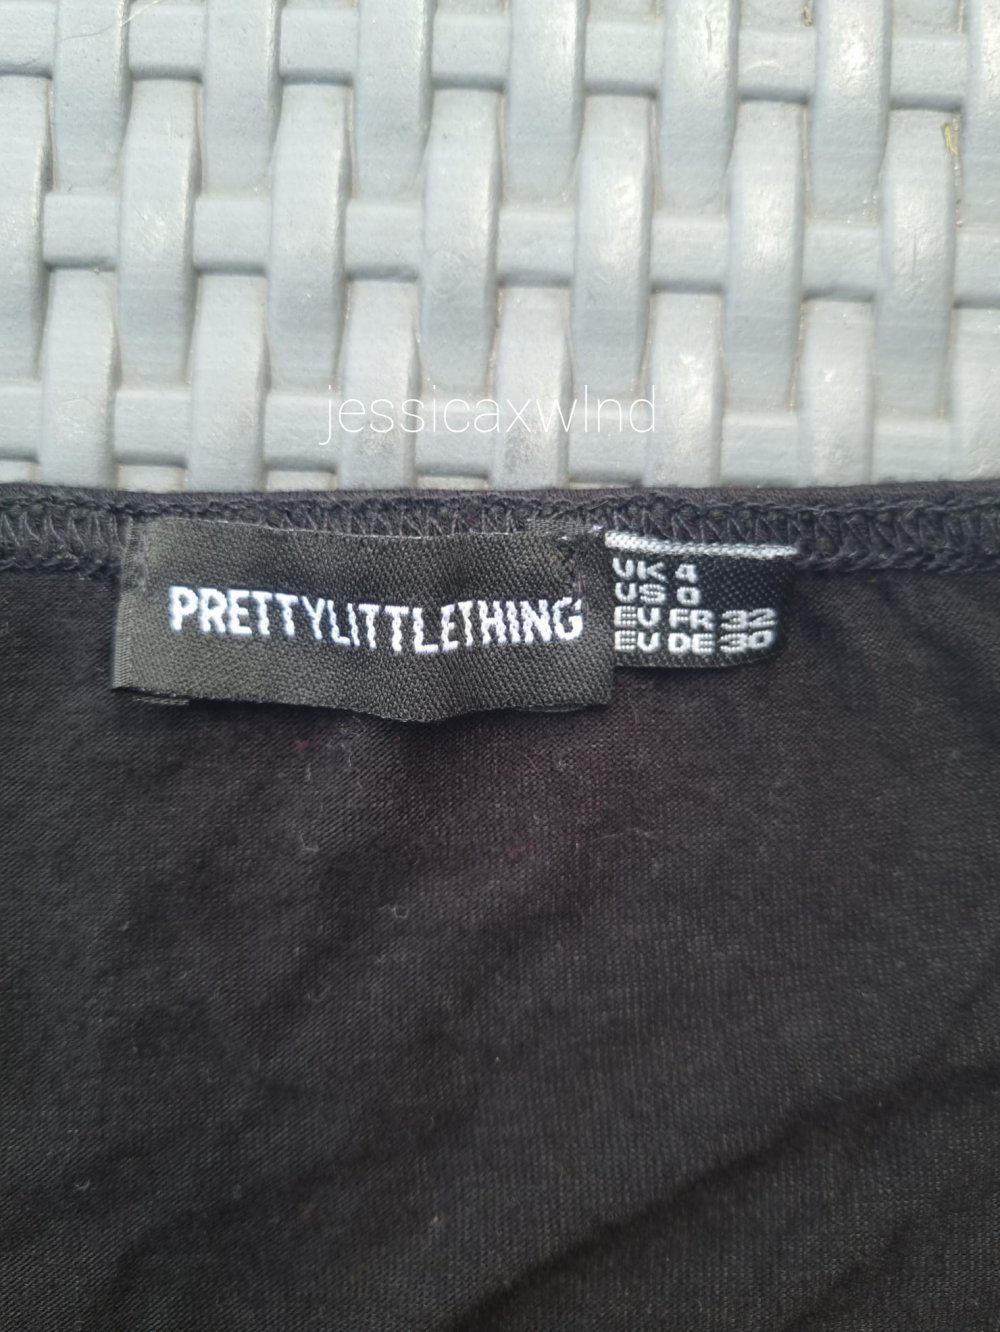 jessicaxwlnd
PRETTYLITTLETHING
UK 4
US 0
EU FR 32
EU DE 30